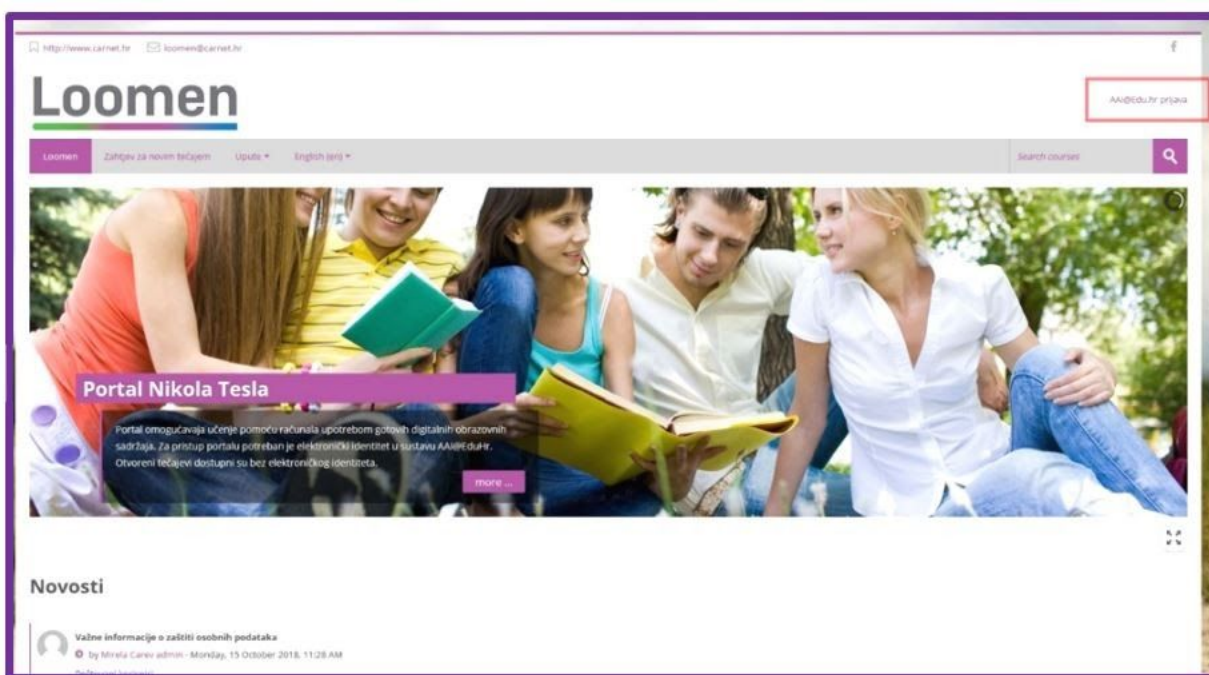 http://www.carnet.hr loomen@carnet.hr
Loomen
AAI@Edu.hr prijava
Loomen Zahtjev za novim tečajem Upute English (en) Search courses
Portal Nikola Tesla
Portal omogućavaja učenje pomoću računala upotrebom gotovih digitalnih obrazovnih
sadržaja. Za pristup portalu potreban je elektronički identitet u sustavu AAI@EduHr.
Otvoreni tečajevi dostupni su bez elektroničkog identiteta.
more ...
Novosti
Važne informacije o zaštiti osobnih podataka
by Mirela Carev admin - Monday, 15 October 2018, 11:28 AM